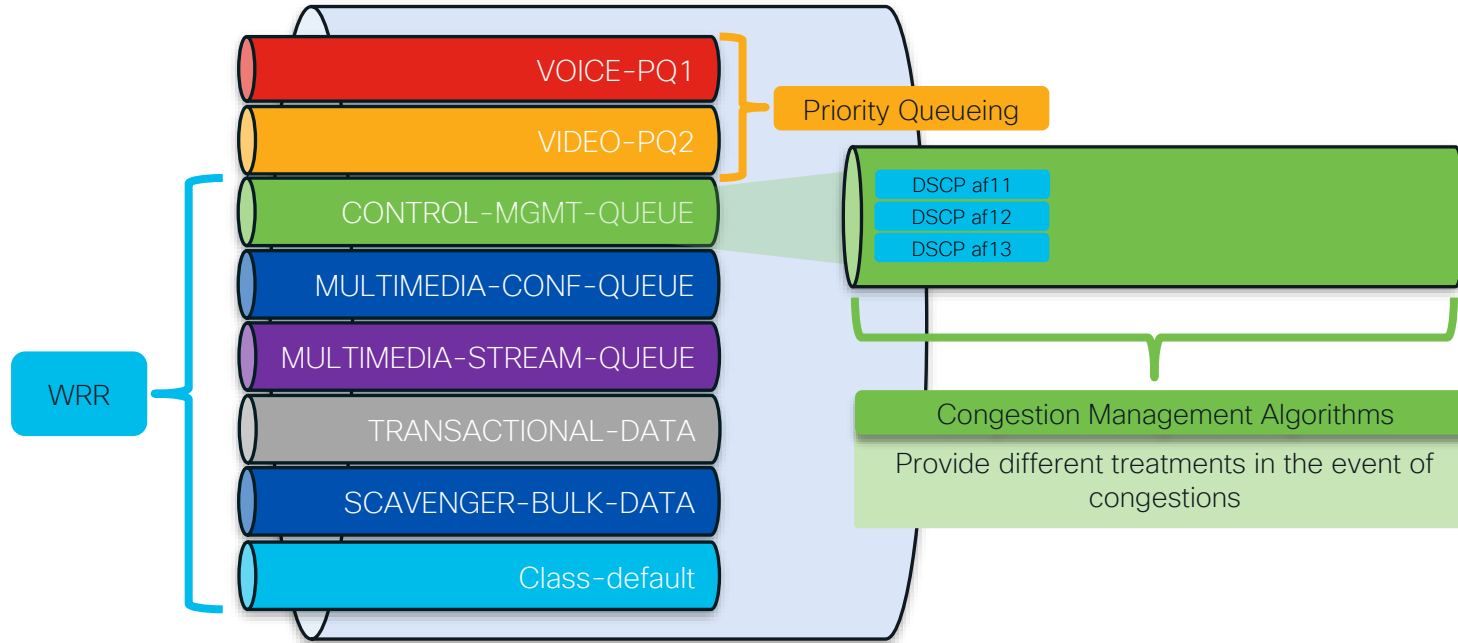 VOICE-PQ1
VIDEO-PQ2
Priority Queueing
CONTROL-MGMT-QUEUE
DSCP af11
DSCP af12
DSCP af13
MULTIMEDIA-CONF-QUEUE
MULTIMEDIA-STREAM-QUEUE
WRR
TRANSACTIONAL-DATA
SCAVENGER-BULK-DATA
Class-default
Congestion Management Algorithms
Provide different treatments in the event of
congestions